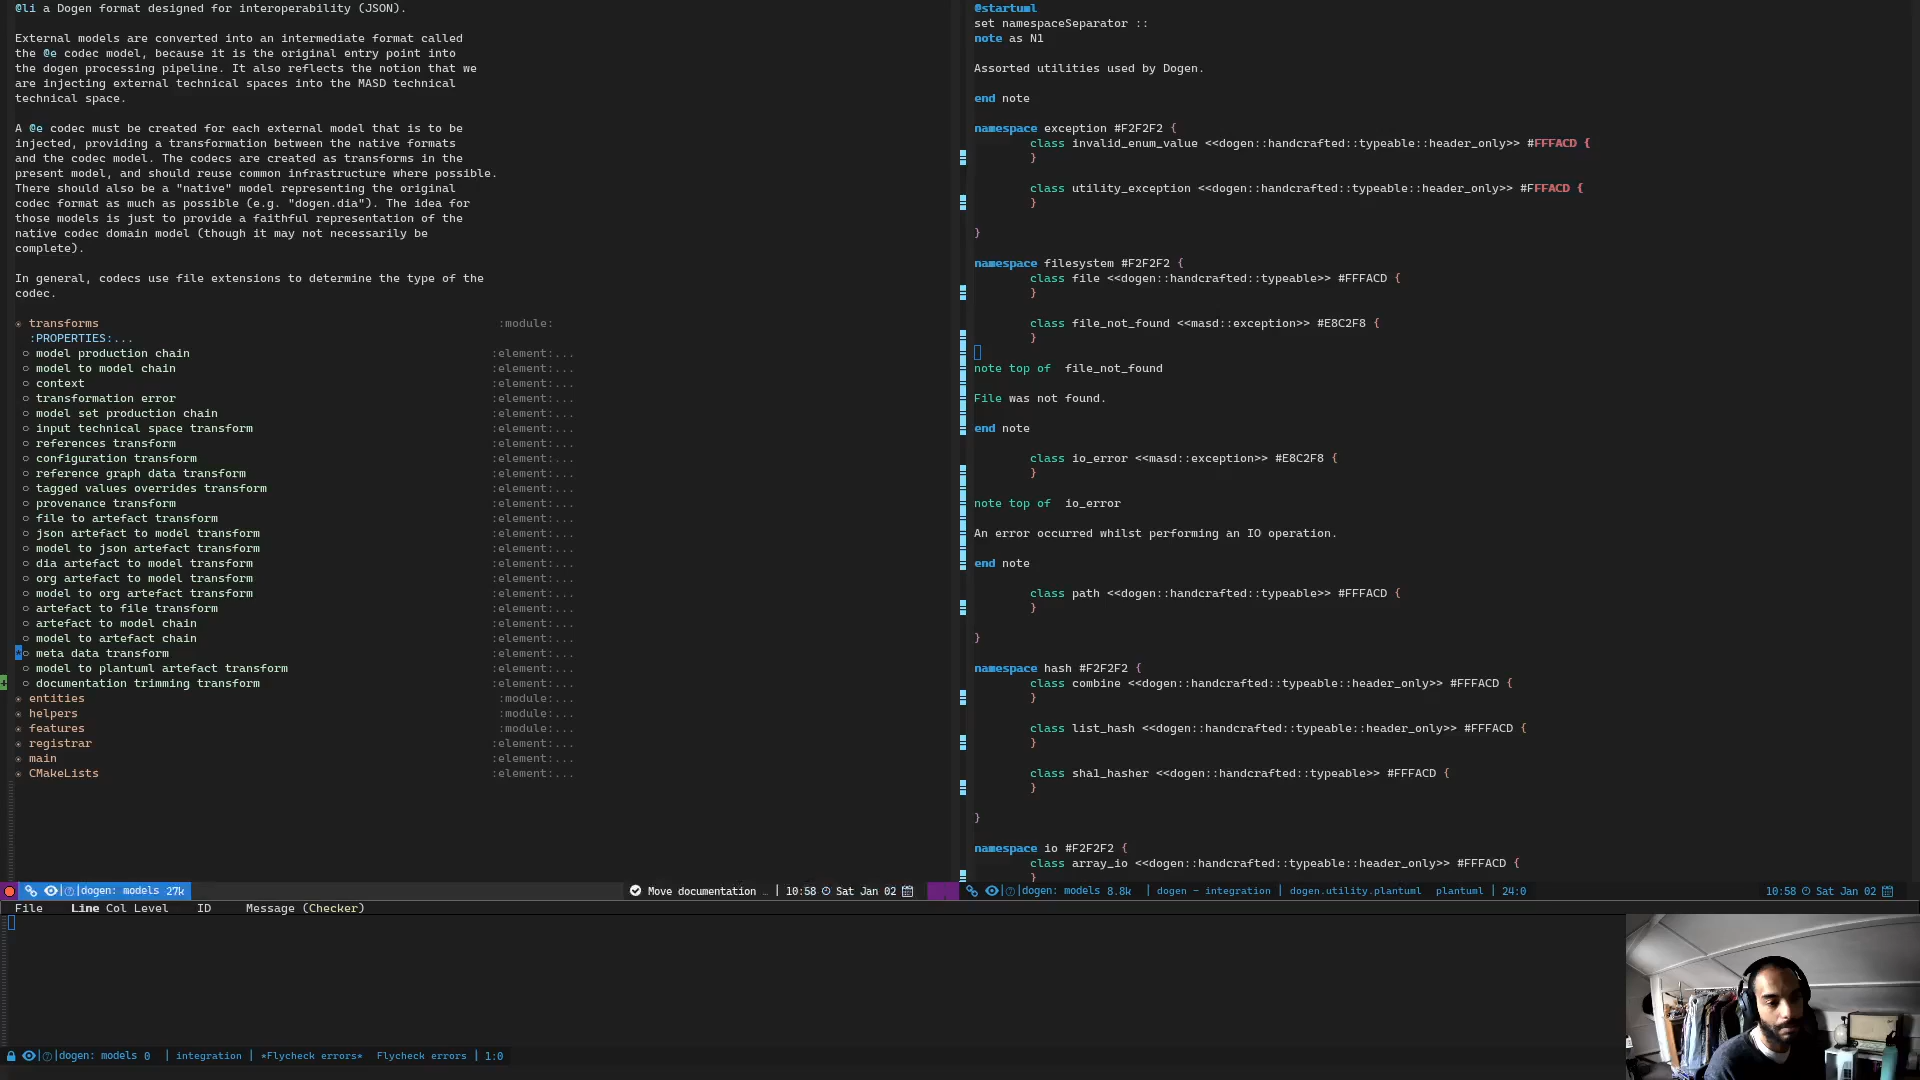 @li a Dogen format designed for interoperability (JSON).
External models are converted into an intermediate format called
the @e codec model, because it is the original entry point into
the dogen processing pipeline. It also reflects the notion that we
are injecting external technical spaces into the MASD technical
technical space.
A @e codec must be created for each external model that is to be
injected, providing a transformation between the native formats
and the codec model. The codecs are created as transforms in the
present model, and should reuse common infrastructure where possible.
There should also be a "native" model representing the original
codec format as much as possible (e.g. "dogen.dia"). The idea for
those models is just to provide a faithful representation of the
native codec domain model (though it may not necessarily be
complete).
In general, codecs use file extensions to determine the type of the
codec.
transforms :module:
:PROPERTIES:...
model production chain :element:...
model to model chain :element:...
context :element:...
transformation error :element:...
model set production chain :element:...
input technical space transform :element:...
references transform :element:...
configuration transform :element:...
reference graph data transform :element:...
tagged values overrides transform :element:...
provenance transform :element:...
file to artefact transform :element:...
json artefact to model transform :element:...
model to json artefact transform :element:...
dia artefact to model transform :element:...
org artefact to model transform :element:...
model to org artefact transform :element:...
artefact to file transform :element:...
artefact to model chain :element:...
model to artefact chain :element:...
meta data transform :element:...
model to plantuml artefact transform :element:...
documentation trimming transform :element:...
entities :module:...
helpers :module:...
features :module:...
registrar :element:...
main :element:...
CMakeLists :element:...
dogen: models 27k Move documentation … | 10:58 Sat Jan 02
@startuml
set namespaceSeparator ::
note as N1
Assorted utilities used by Dogen.
end note
namespace exception #F2F2F2 {
class invalid_enum_value <<dogen::handcrafted::typeable::header_only>> #FFFACD {
}
class utility_exception <<dogen::handcrafted::typeable::header_only>> #FFFACD {
}
}
namespace filesystem #F2F2F2 {
class file <<dogen::handcrafted::typeable>> #FFFACD {
}
class file_not_found <<masd::exception>> #E8C2F8 {
}
note top of file_not_found
File was not found.
end note
class io_error <<masd::exception>> #E8C2F8 {
}
note top of io_error
An error occurred whilst performing an IO operation.
end note
class path <<dogen::handcrafted::typeable>> #FFFACD {
}
}
namespace hash #F2F2F2 {
class combine <<dogen::handcrafted::typeable::header_only>> #FFFACD {
}
class list_hash <<dogen::handcrafted::typeable::header_only>> #FFFACD {
}
class sha1_hasher <<dogen::handcrafted::typeable>> #FFFACD {
}
}
namespace io #F2F2F2 {
class array_io <<dogen::handcrafted::typeable::header_only>> #FFFACD {
}
dogen: models 8.8k | dogen - integration | dogen.utility.plantuml plantuml | 24:0 10:58 Sat Jan 02
File Line Col Level ID Message (Checker)
dogen: models 0 | integration | *Flycheck errors* Flycheck errors | 1:0